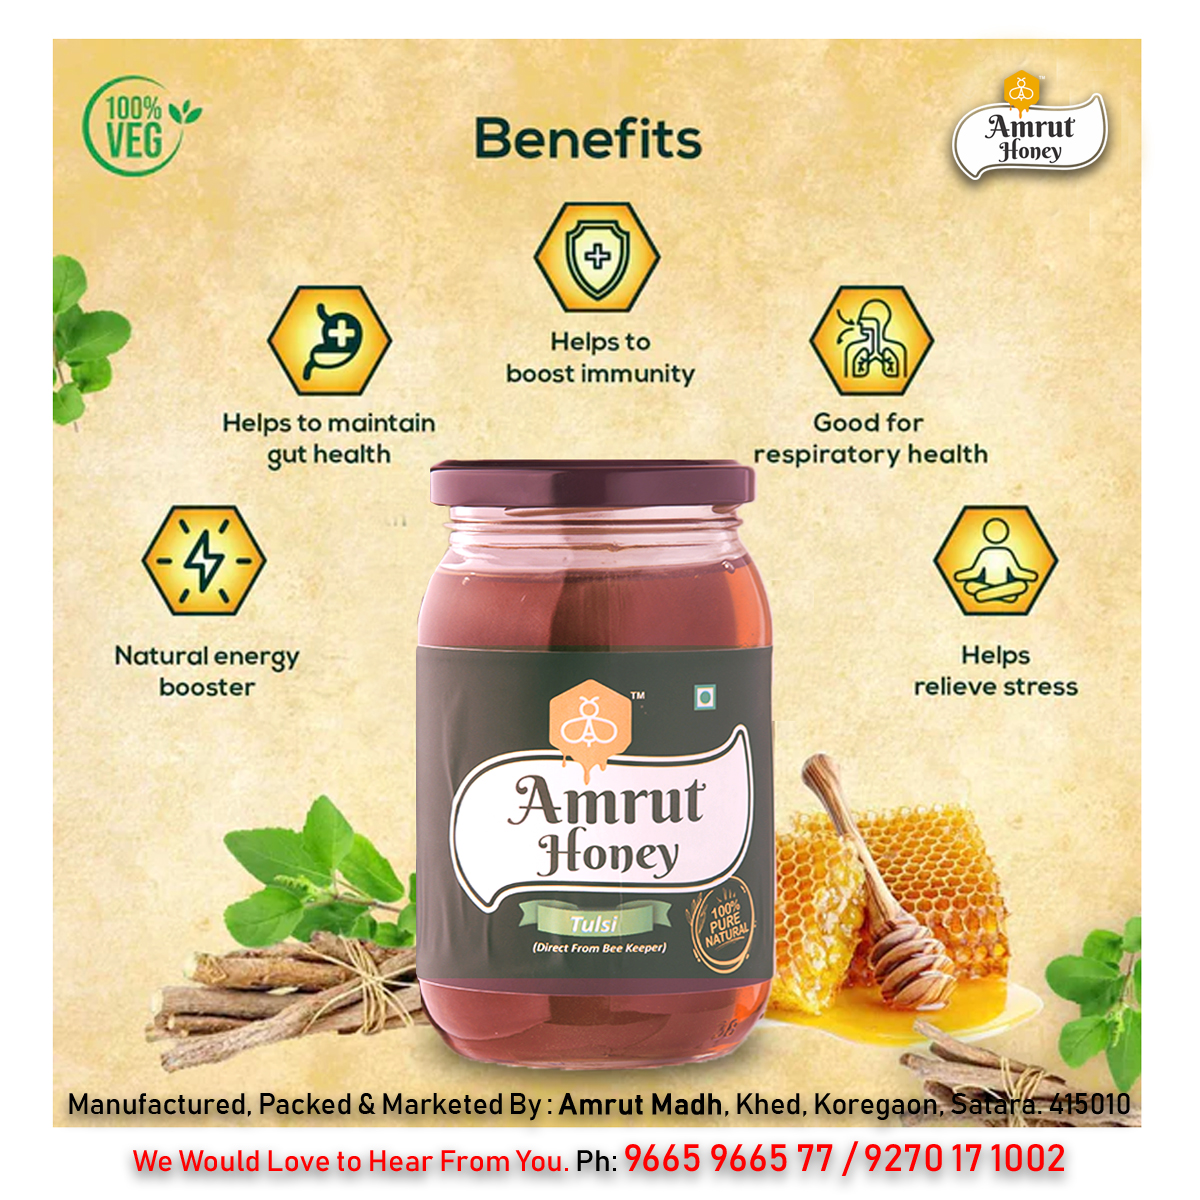 100%
VEG
Benefits
Amrut
Honey
TM
Helps to
boost immunity
Helps to maintain
gut health
Good for
respiratory health
Natural energy
booster
Helps
relieve stress
TM
Amrut
Honey
Tulsi
(Direct From Bee Keeper)
100%
PURE
NATURAL
Manufactured, Packed & Marketed By : Amrut Madh, Khed, Koregaon, Satara. 415010
We Would Love to Hear From You. Ph: 9665 9665 77 / 9270 17 1002